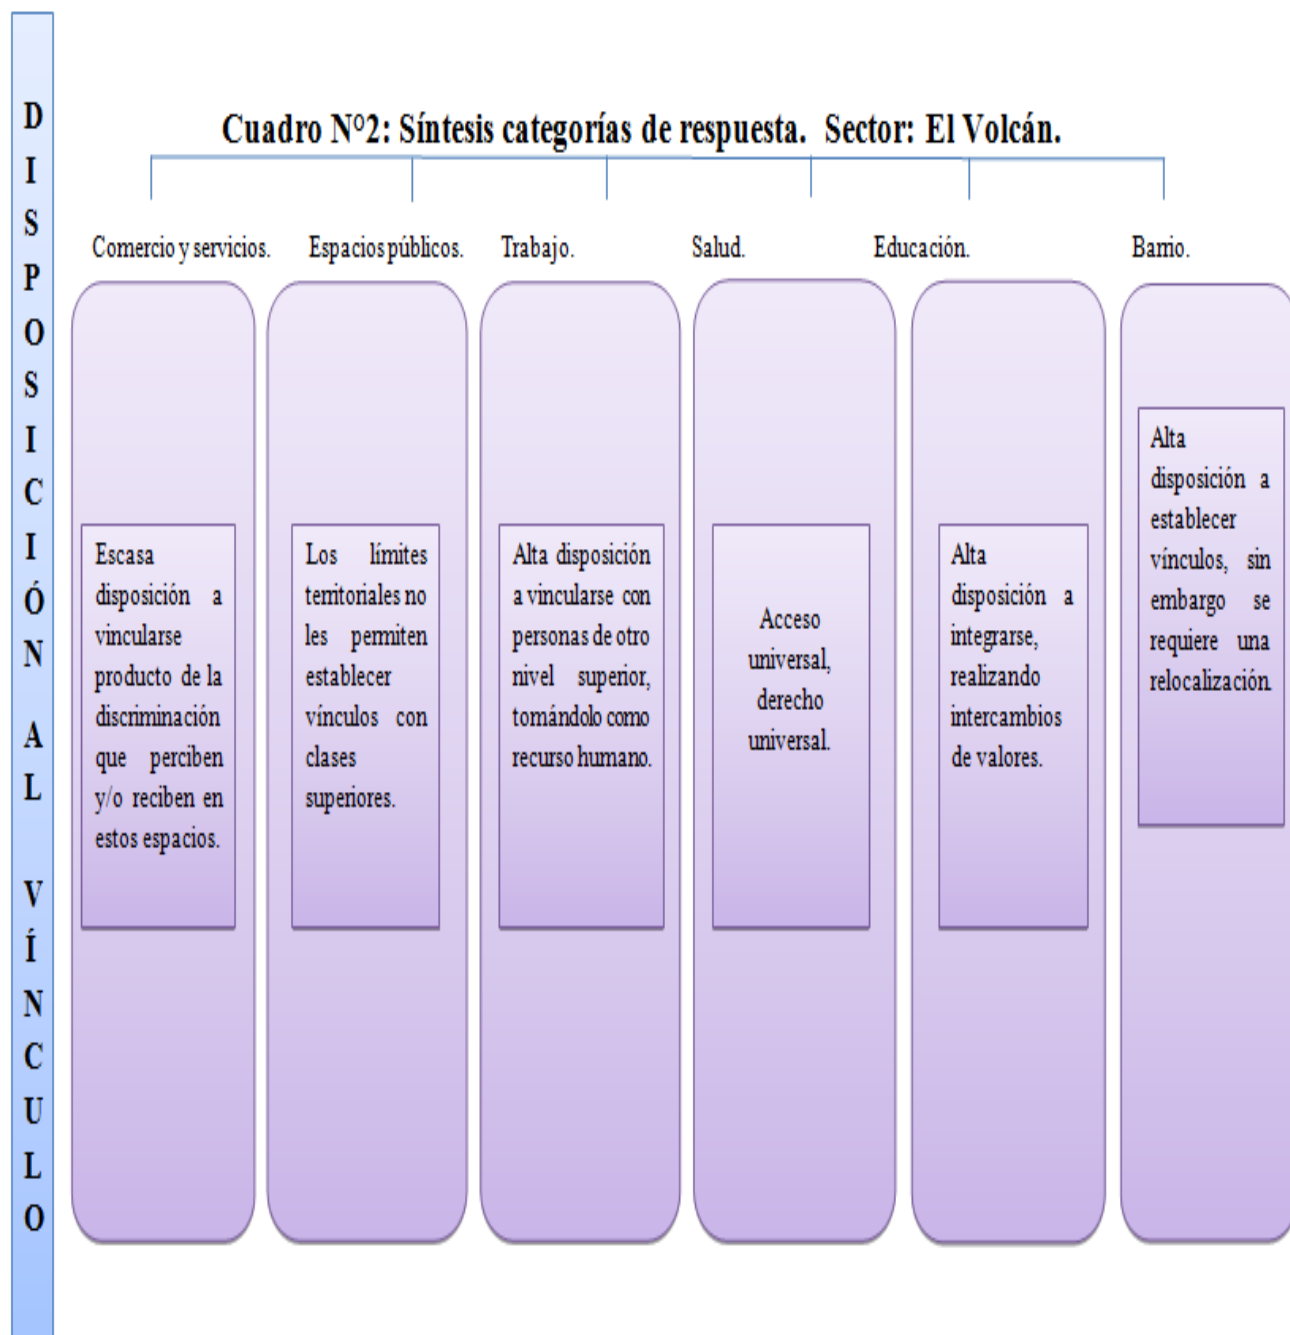 DISPOSICIÓN AL VÍNCULO
Cuadro N°2: Síntesis categorías de respuesta. Sector: El Volcán.
Comercio y servicios.
Espacios públicos.
Trabajo.
Salud.
Educación.
Barrio.
Escasa
disposición a
vincularse
producto de la
discriminación
que perciben
y/o reciben en
estos espacios.
Los límites
territoriales no
les permiten
establecer
vínculos con
clases
superiores.
Alta disposición
a vincularse con
personas de otro
nivel superior,
tomándolo como
recurso humano.
Acceso
universal,
derecho
universal.
Alta
disposición a
integrarse,
realizando
intercambios
de valores.
Alta
disposición a
establecer
vínculos, sin
embargo se
requiere una
relocalización.